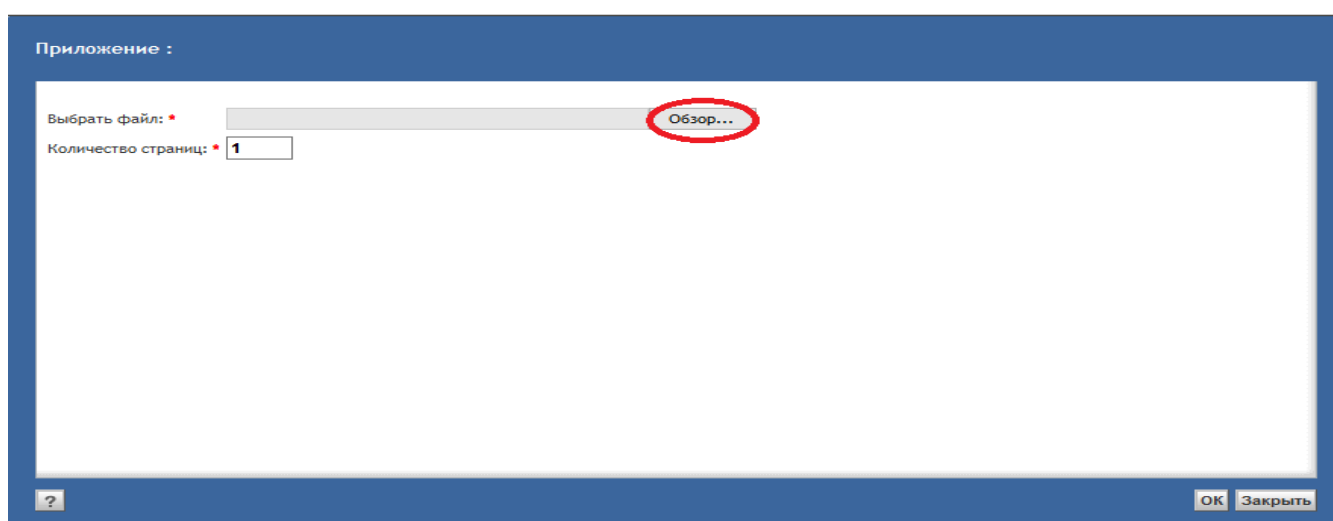 Приложение :
Выбрать файл: * Обзор...
Количество страниц: * 1
? OK Закрыть